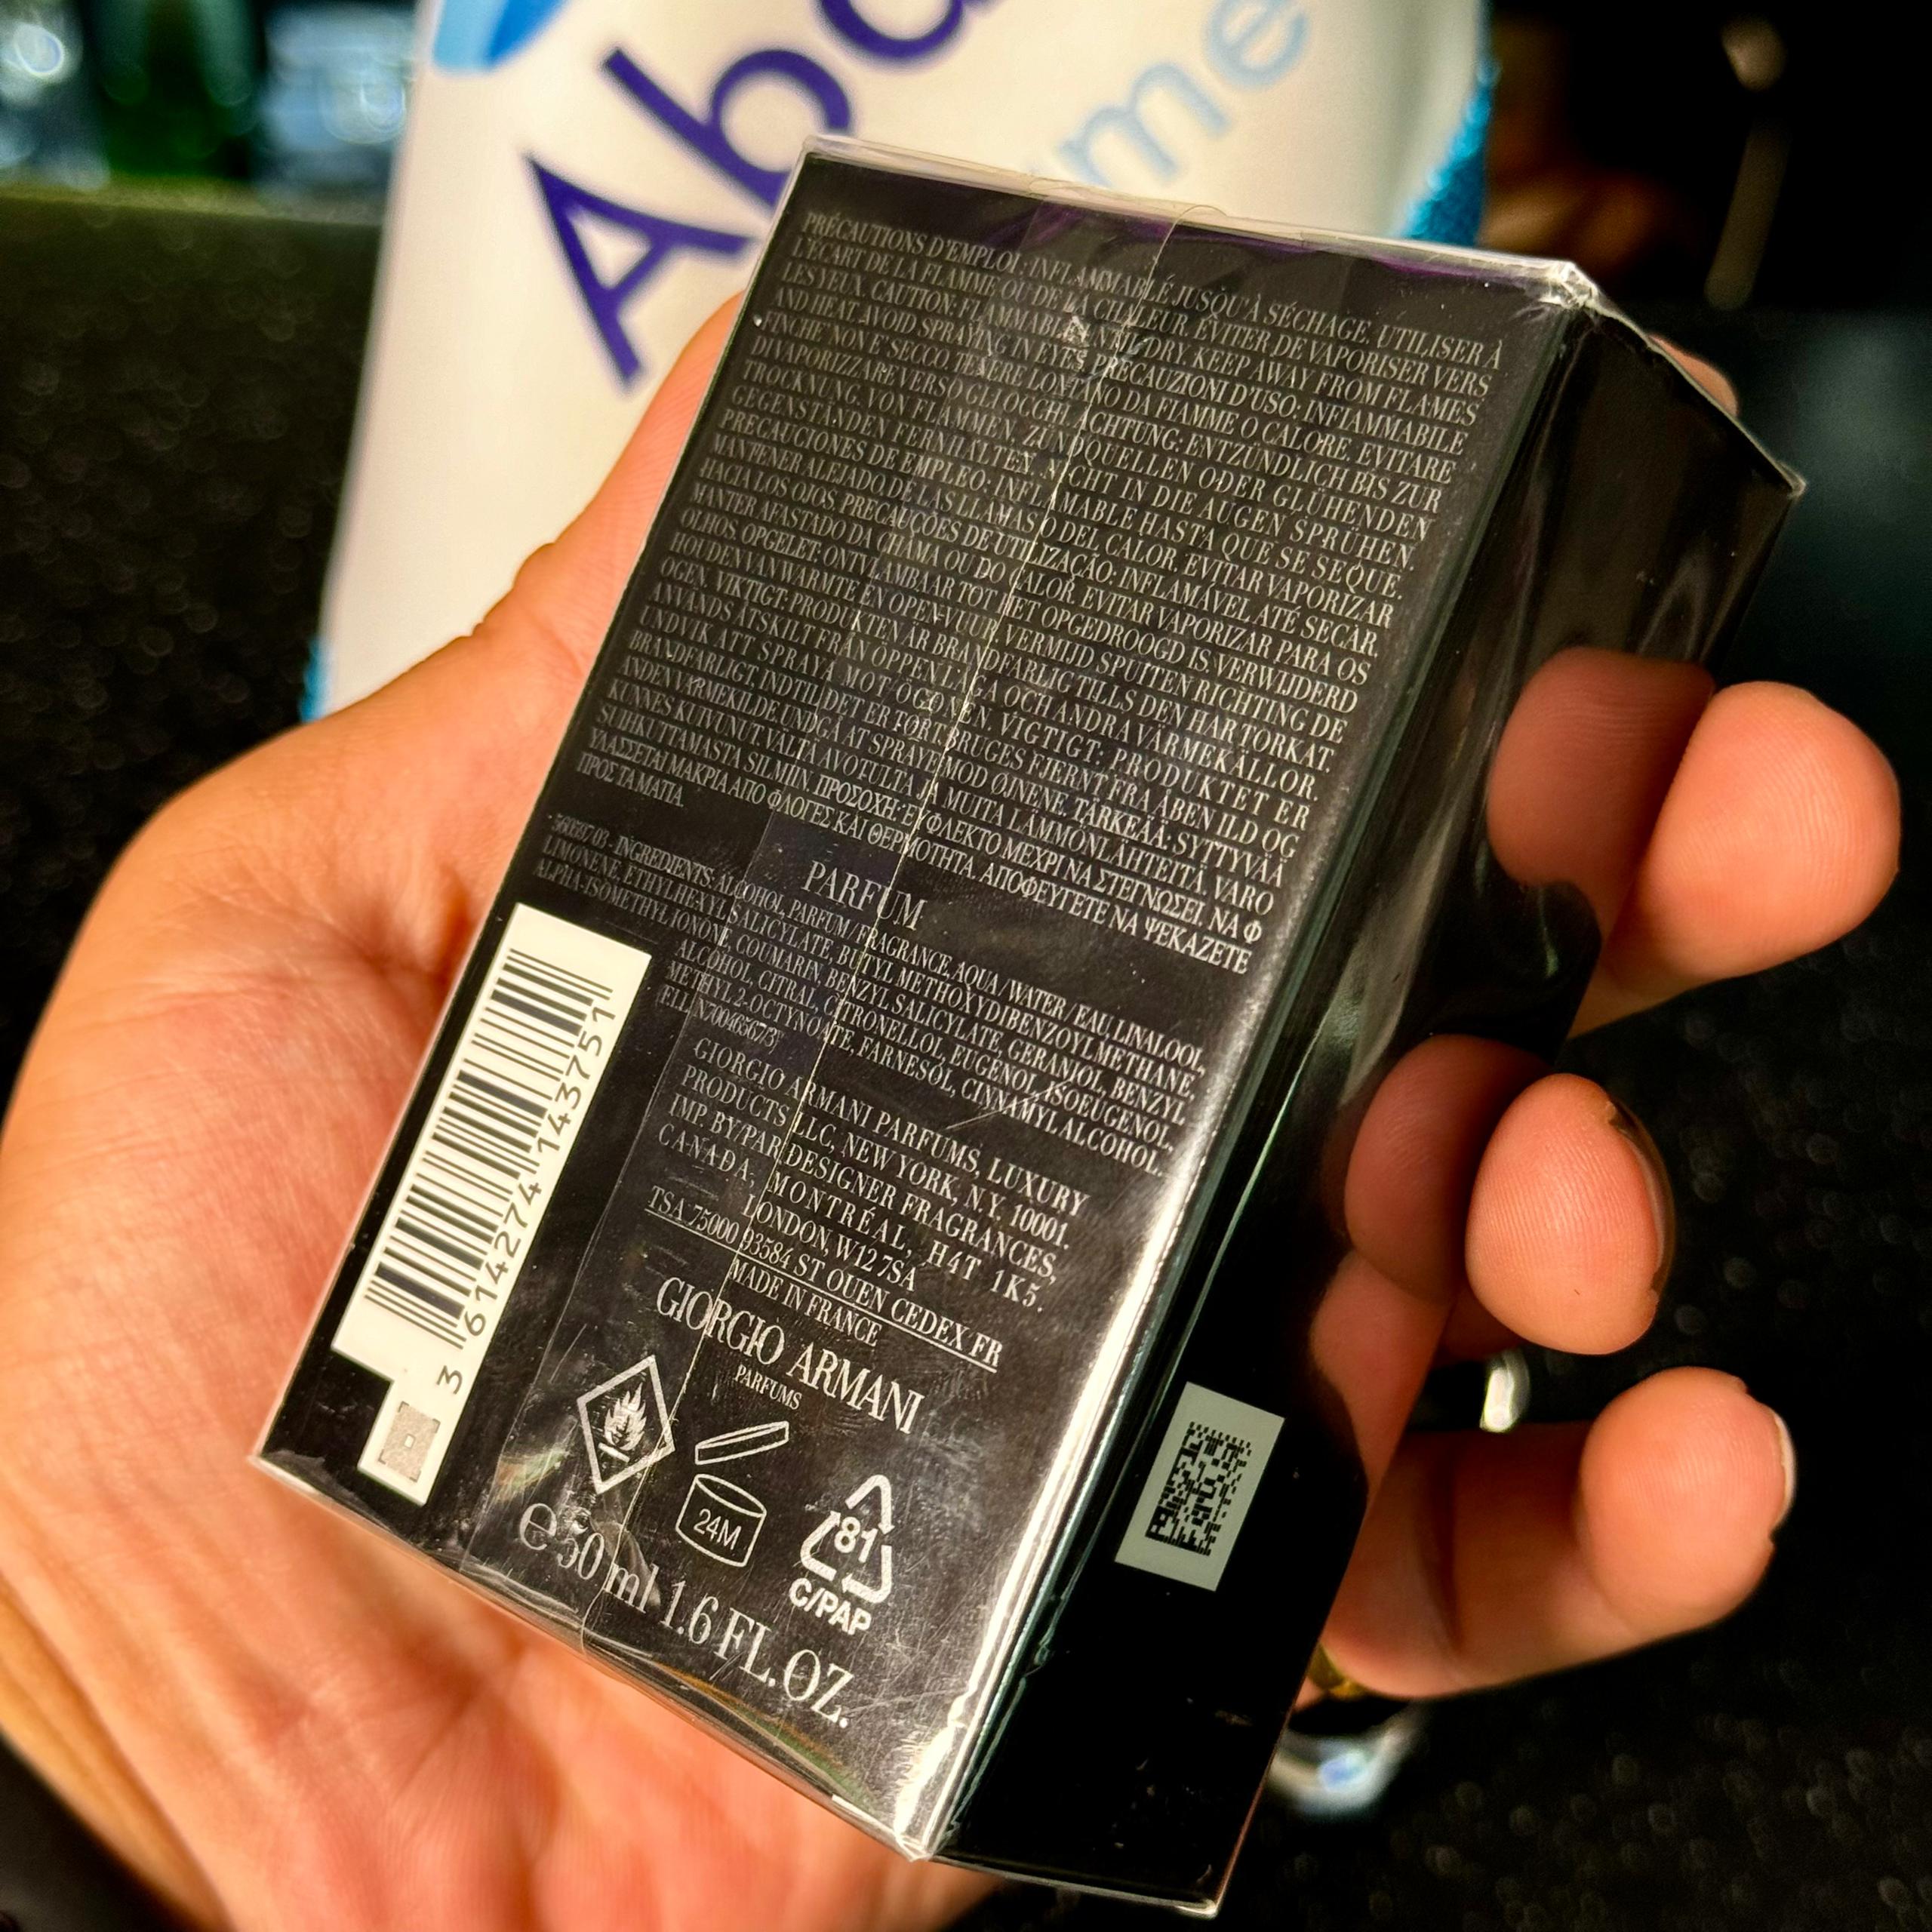 Aba
me
PRÉCAUTIONS D'EMPLOI : INFLAMMABLE JUSQU'À SÉCHAGE. UTILISER À
L'ÉCART DE LA FLAMME OU DE LA CHALEUR. ÉVITER DE VAPORISER VERS
LES YEUX. CAUTION: FLAMMABLE UNTIL DRY. KEEP AWAY FROM FLAMES
AND HEAT. AVOID SPRAYING IN EYES. PRECAUZIONI D'USO: INFIAMMABILE
FINCHE NON E' SECCO. TENERE LONTANO DA FIAMME O CALORE. EVITARE
DI VAPORIZZARE VERSO GLI OCCHI. ACHTUNG: ENTZÜNDLICH BIS ZUR
TROCKNUNG. VON FLAMMEN, ZÜNDQUELLEN ODER GLÜHENDEN
GEGENSTÄNDEN FERNHALTEN. NICHT IN DIE AUGEN SPRÜHEN.
PRECAUCIONES DE EMPLEO: INFLAMABLE HASTA QUE SE SEQUE.
MANTENER ALEJADO DE LAS LLAMAS O DEL CALOR. EVITAR VAPORIZAR
HACIA LOS OJOS. PRECAUÇÕES DE UTILIZAÇÃO: INFLAMÁVEL ATÉ SECAR.
MANTER AFASTADO DA CHAMA OU DO CALOR. EVITAR VAPORIZAR PARA OS
OLHOS. OPGELET: ONTVLAMBAAR TOT HET OPGEDROOGD IS. VERWIJDERD
HOUDEN VAN WARMTE EN OPEN VUUR. VERMIJD SPUITEN RICHTING DE
OGEN. VIKTIGT: PRODUKTEN ÄR BRANDFARLIG TILLS DEN HAR TORKAT
ANVÄNDS ÅTSKILT FRÅN ÖPPEN LÅGA OCH ANDRA VÄRMEKÄLLOR.
UNDVIK ATT SPRAYA MOT ÖGONEN. VIGTIGT: PRODUKTET ER
BRANDFARLIGT, INDTIL DET ER TØRT. BRUGES FJERNT FRA ÅBEN ILD OG
ANDEN VARMEKILDE. UNDGÅ AT SPRAYE MOD ØJNENE. TÄRKEÄÄ: SYTTYVÄÄ
KUNNES KUIVUNUT. VÄLTÄ AVOTULTA JA MUITA LÄMMÖNLÄHTEITÄ. VARO
SUIHKUTTAMASTA SILMIIN. ΠΡΟΣΟΧΗ: ΕΥΦΛΕΚΤΟ ΜΕΧΡΙ ΝΑ ΣΤΕΓΝΩΣΕΙ. ΝΑ Φ
ΥΛΑΣΣΕΤΑΙ ΜΑΚΡΙΑ ΑΠΟ ΦΛΟΓΕΣ ΚΑΙ ΘΕΡΜΟΤΗΤΑ. ΑΠΟΦΕΥΓΕΤΕ ΝΑ ΨΕΚΑΖΕΤΕ
ΠΡΟΣ ΤΑ ΜΑΤΙΑ.
PARFUM
INGREDIENTS: ALCOHOL, PARFUM / FRAGRANCE, AQUA / WATER / EAU, LINALOOL,
LIMONENE, ETHYLHEXYL SALICYLATE, BUTYL METHOXYDIBENZOYLMETHANE,
ALPHA-ISOMETHYL IONONE, COUMARIN, BENZYL SALICYLATE, GERANIOL, BENZYL
ALCOHOL, CITRAL, CITRONELLOL, EUGENOL, ISOEUGENOL,
METHYL 2-OCTYNOATE, FARNESOL, CINNAMYL ALCOHOL.
GIORGIO ARMANI PARFUMS, LUXURY
PRODUCTS LLC, NEW YORK, N.Y. 10001.
IMP. BY/PAR DESIGNER FRAGRANCES,
CANADA, MONTRÉAL, H4T 1K5.
LONDON, W12 7SA
TSA 75000 93584 ST OUEN CEDEX FR
MADE IN FRANCE
GIORGIO ARMANI
PARFUMS
3 614274 143751
24M
81
C/PAP
e 50 ml 1.6 FL.OZ.